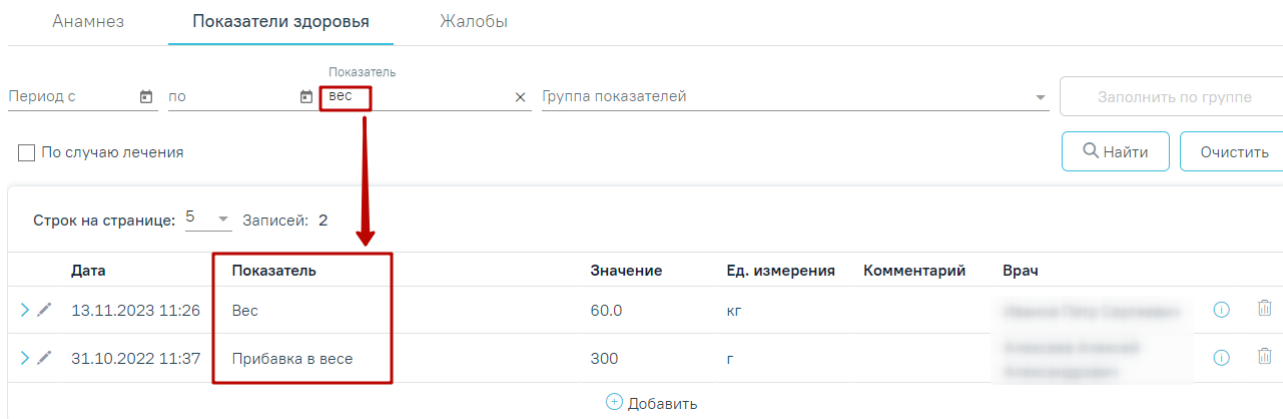 Анамнез Показатели здоровья Жалобы
Показатель
Период с по вес Группа показателей Заполнить по группе
По случаю лечения Найти Очистить
Строк на странице: 5 Записей: 2
Дата Показатель Значение Ед. измерения Комментарий Врач
13.11.2023 11:26 Вес 60.0 кг
31.10.2022 11:37 Прибавка в весе 300 г
Добавить